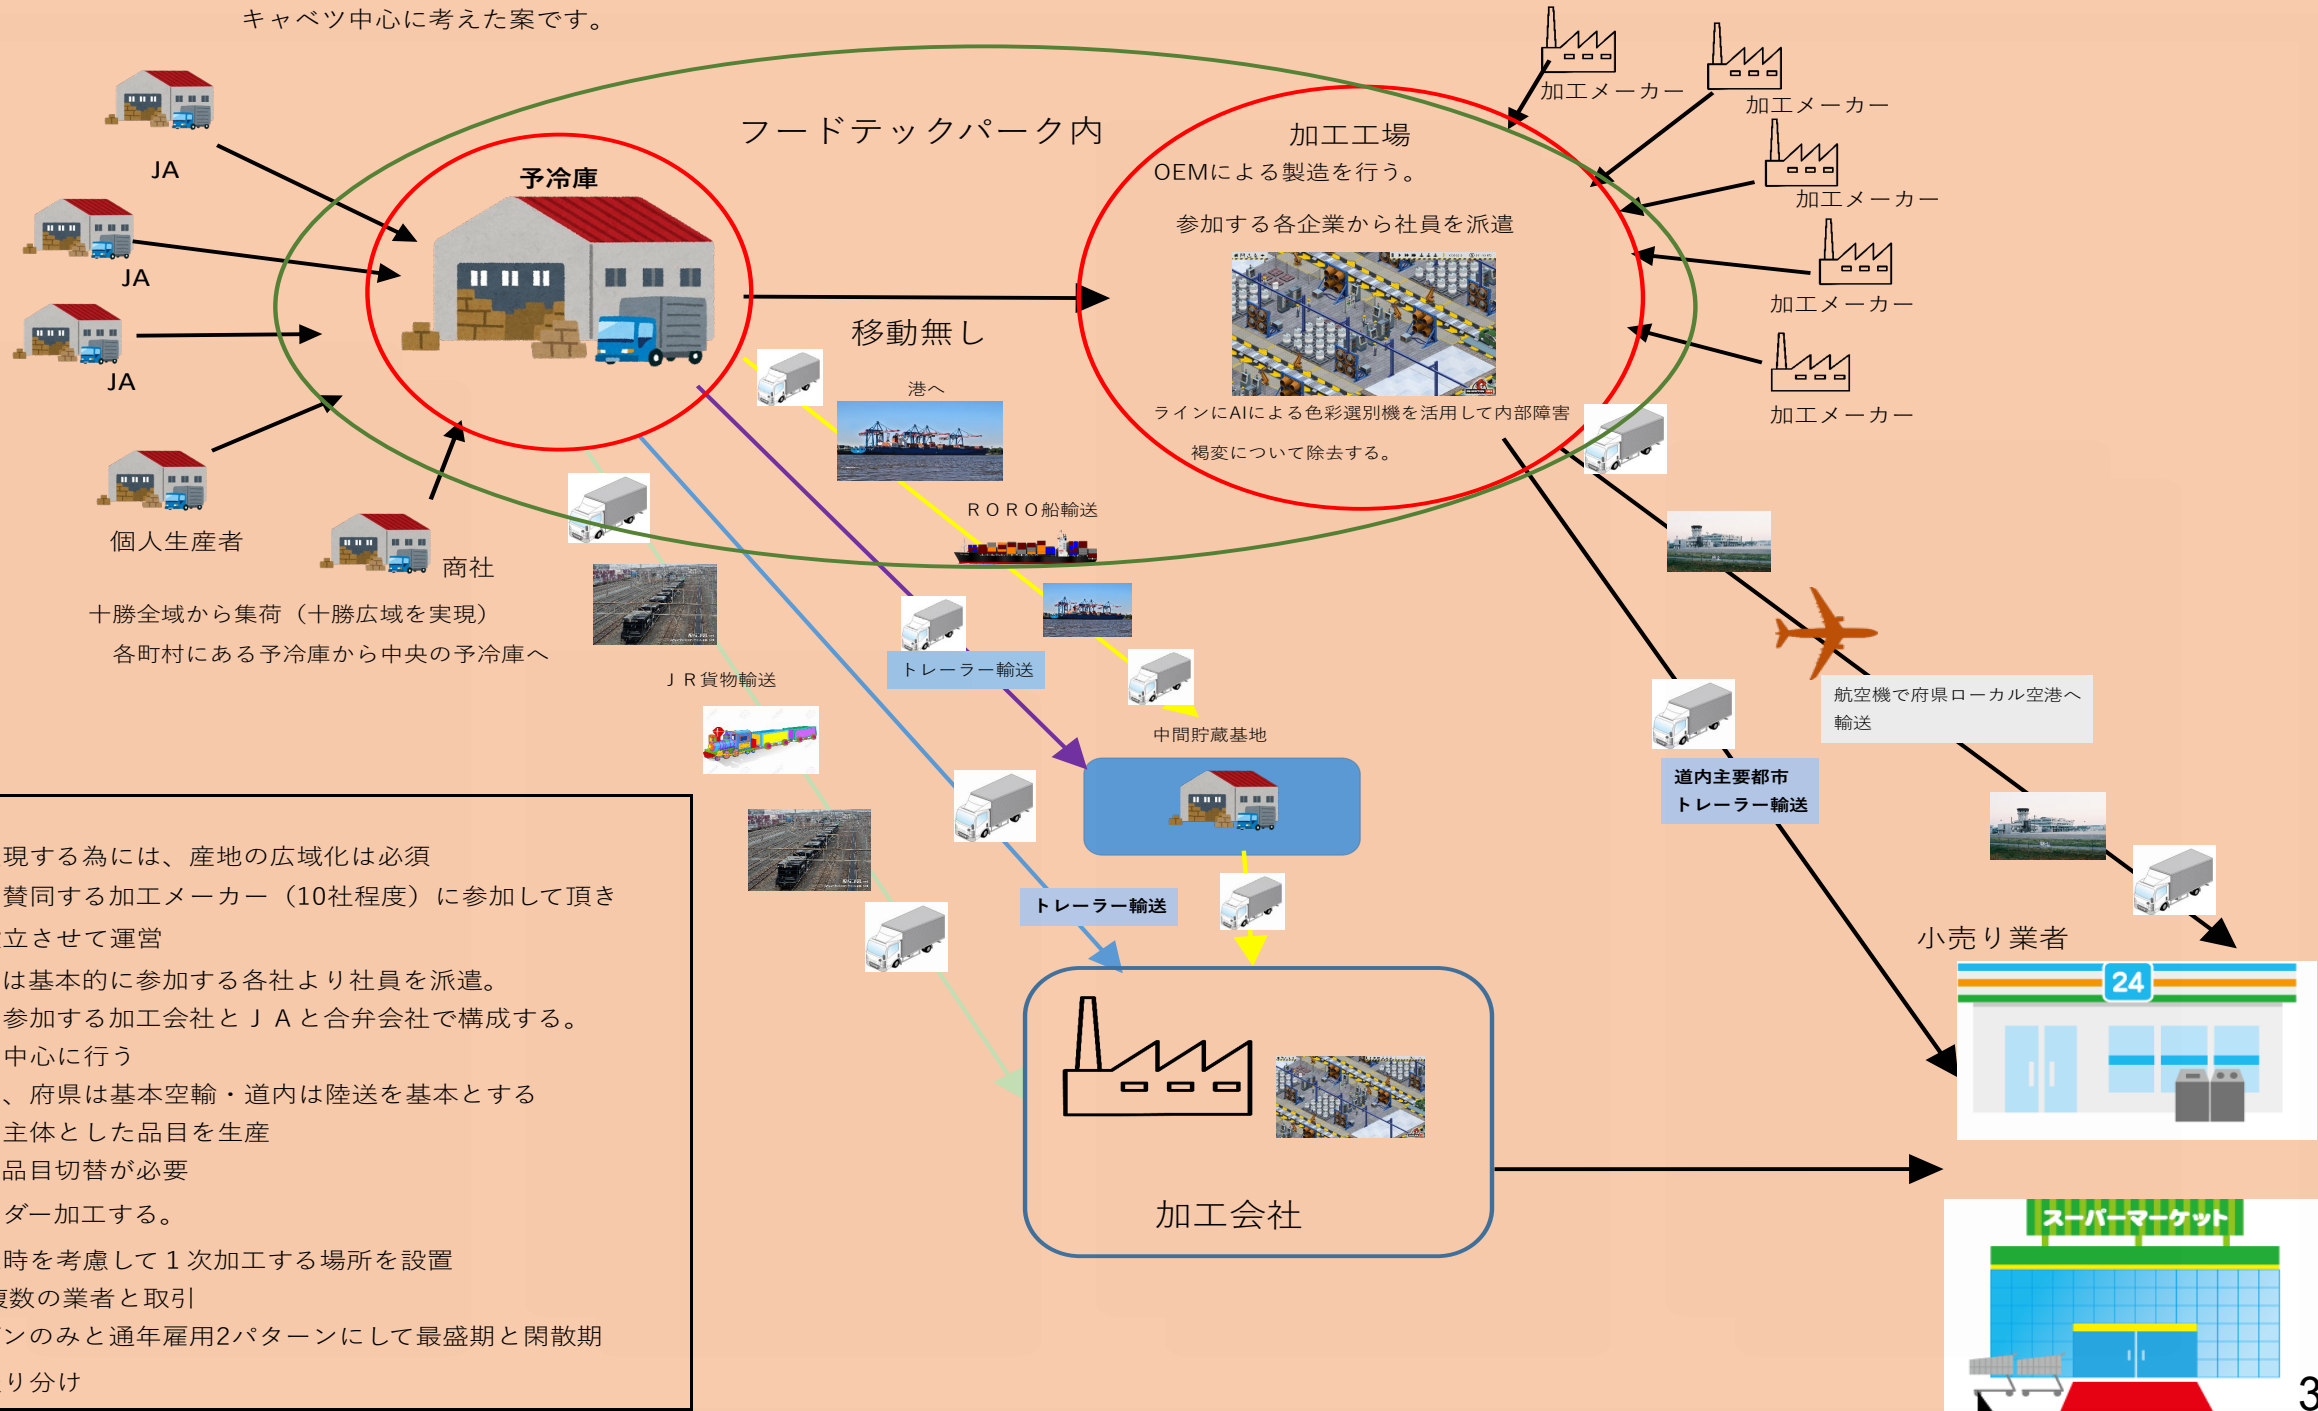 キャベツ中心に考えた案です。
フードテックパーク内
予冷庫
JA
JA
JA
個人生産者
商社
十勝全域から集荷（十勝広域を実現）
各町村にある予冷庫から中央の予冷庫へ
移動無し
港へ
ＲＯＲＯ船輸送
加工工場
OEMによる製造を行う。
参加する各企業から社員を派遣
ラインにAIによる色彩選別機を活用して内部障害
褐変について除去する。
加工メーカー
加工メーカー
加工メーカー
加工メーカー
加工メーカー
ＪＲ貨物輸送
トレーラー輸送
中間貯蔵基地
トレーラー輸送
加工会社
航空機で府県ローカル空港へ
輸送
道内主要都市
トレーラー輸送
小売り業者
24
スーパーマーケット
現する為には、産地の広域化は必須
賛同する加工メーカー（10社程度）に参加して頂き
立させて運営
は基本的に参加する各社より社員を派遣。
参加する加工会社とＪＡと合弁会社で構成する。
中心に行う
、府県は基本空輸・道内は陸送を基本とする
主体とした品目を生産
品目切替が必要
ダー加工する。
時を考慮して１次加工する場所を設置
複数の業者と取引
ンのみと通年雇用2パターンにして最盛期と閑散期
り分け
3